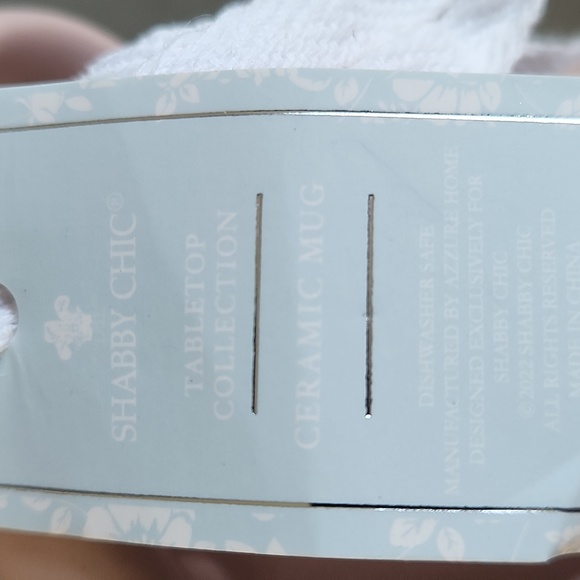 SHABBY CHIC®
TABLETOP
COLLECTION
CERAMIC MUG
DISHWASHER SAFE
MANUFACTURED BY AZZURE HOME
DESIGNED EXCLUSIVELY FOR
SHABBY CHIC
© 2022 SHABBY CHIC
ALL RIGHTS RESERVED
MADE IN CHINA